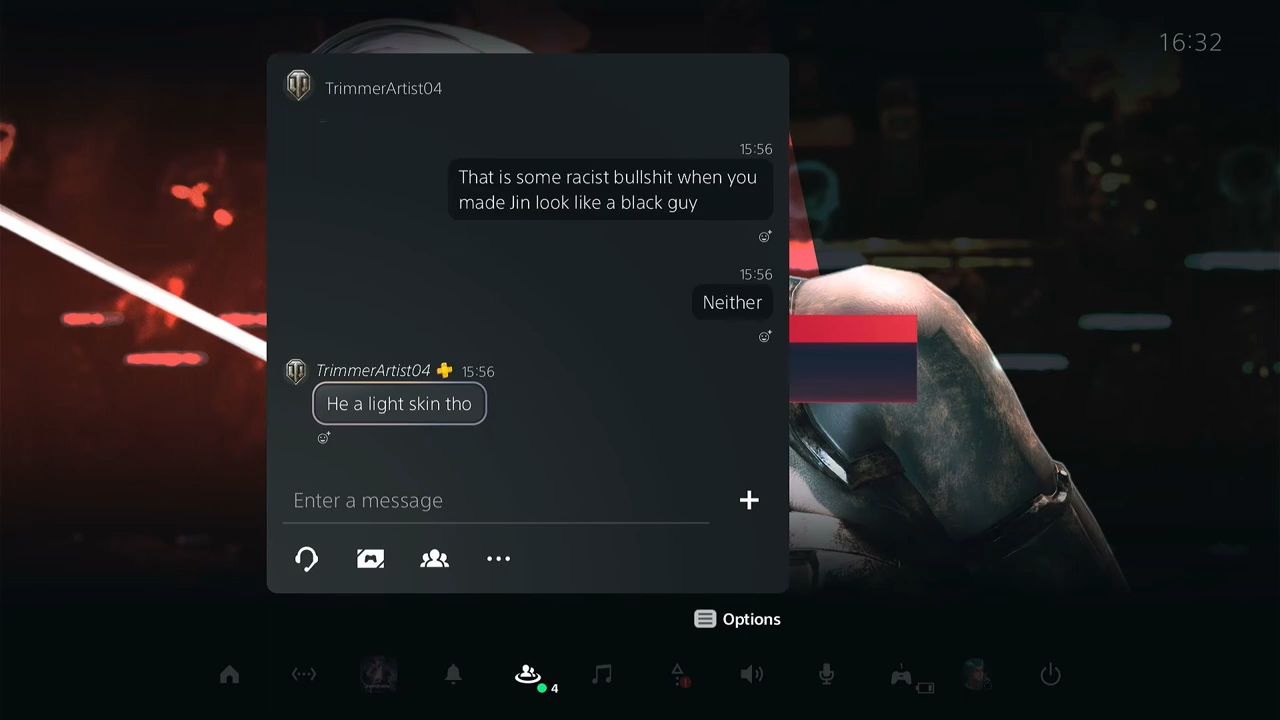 16:32
TrimmerArtist04
15:56
That is some racist bullshit when you
made Jin look like a black guy
15:56
Neither
TrimmerArtist04 15:56
He a light skin tho
Enter a message
Options
4